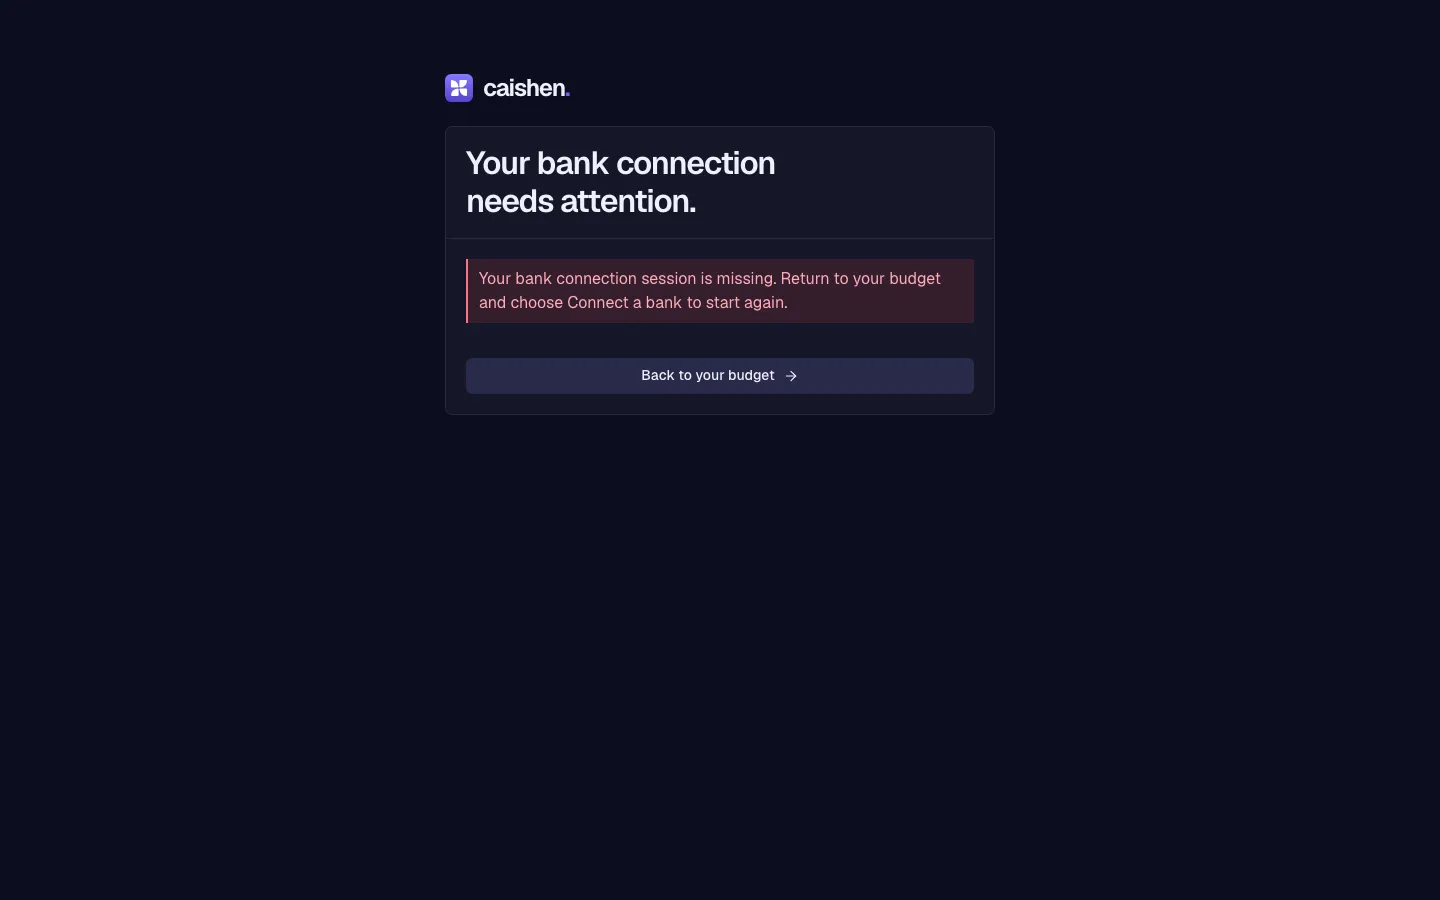 caishen.
Your bank connection
needs attention.
Your bank connection session is missing. Return to your budget
and choose Connect a bank to start again.
Back to your budget →